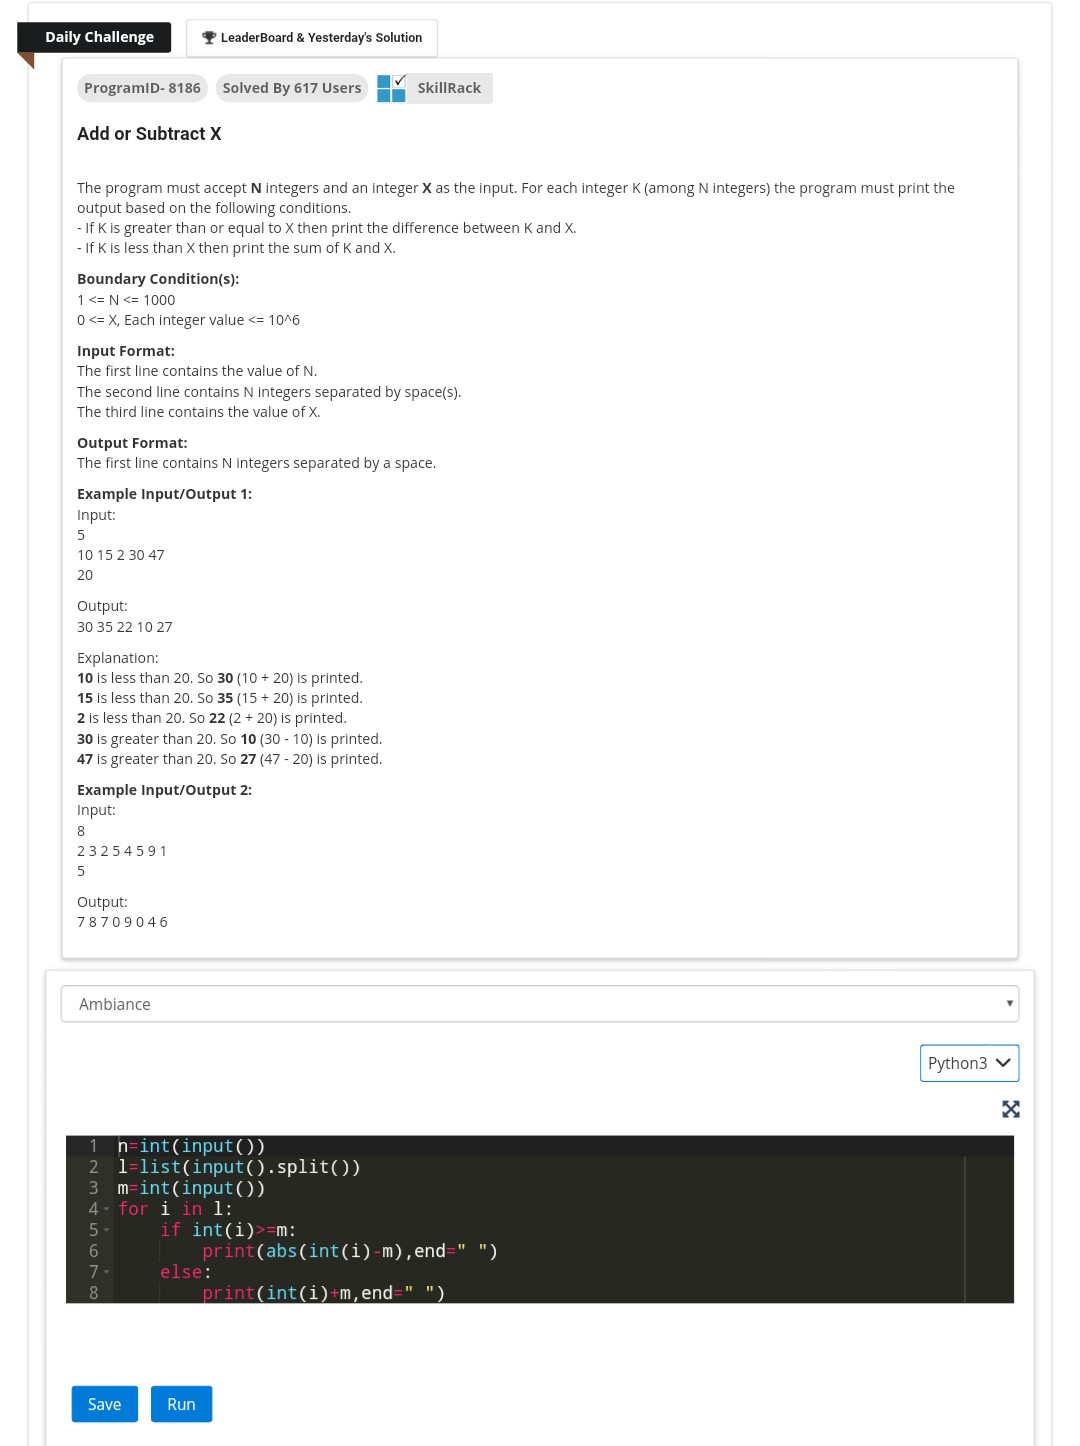 Daily Challenge
LeaderBoard & Yesterday's Solution
ProgramID- 8186
Solved By 617 Users
SkillRack
Add or Subtract X
The program must accept N integers and an integer X as the input. For each integer K (among N integers) the program must print the
output based on the following conditions.
- If K is greater than or equal to X then print the difference between K and X.
- If K is less than X then print the sum of K and X.
Boundary Condition(s):
1 <= N <= 1000
0 <= X, Each integer value <= 10^6
Input Format:
The first line contains the value of N.
The second line contains N integers separated by space(s).
The third line contains the value of X.
Output Format:
The first line contains N integers separated by a space.
Example Input/Output 1:
Input:
5
10 15 2 30 47
20
Output:
30 35 22 10 27
Explanation:
10 is less than 20. So 30 (10 + 20) is printed.
15 is less than 20. So 35 (15 + 20) is printed.
2 is less than 20. So 22 (2 + 20) is printed.
30 is greater than 20. So 10 (30 - 10) is printed.
47 is greater than 20. So 27 (47 - 20) is printed.
Example Input/Output 2:
Input:
8
2 3 2 5 4 5 9 1
5
Output:
7 8 7 0 9 0 4 6
Ambiance
Python3
1 n=int(input())
2 l=list(input().split())
3 m=int(input())
4 for i in l:
5     if int(i)>=m:
6         print(abs(int(i)-m),end=" ")
7     else:
8         print(int(i)+m,end=" ")
Save
Run